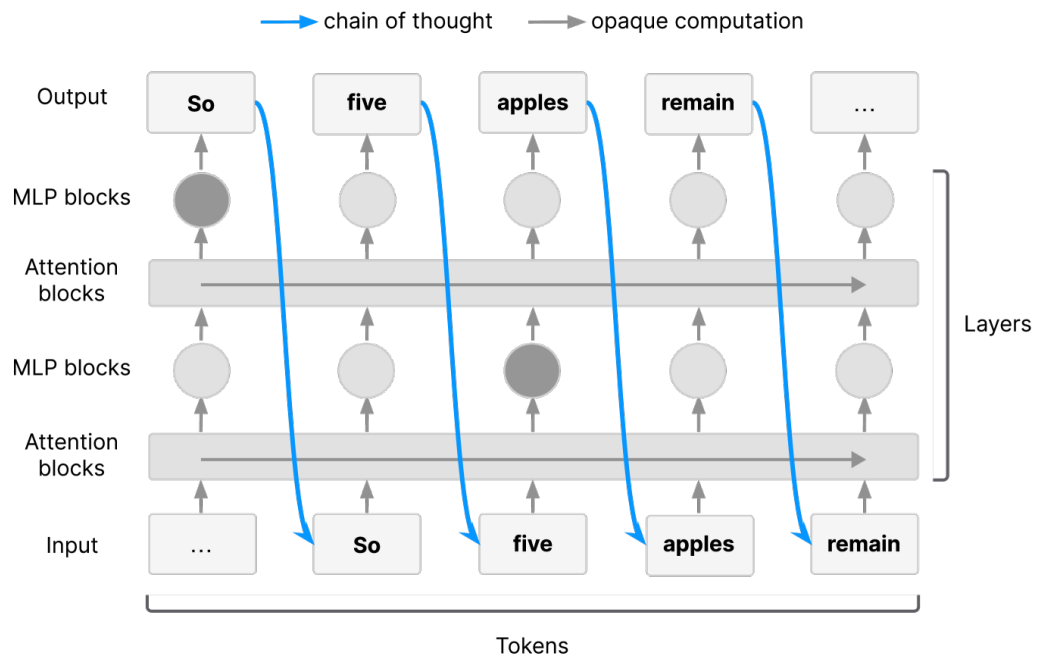 chain of thought
opaque computation
Output
So
five
apples
remain
...
MLP blocks
Attention
blocks
Layers
MLP blocks
Attention
blocks
Input
...
So
five
apples
remain
Tokens